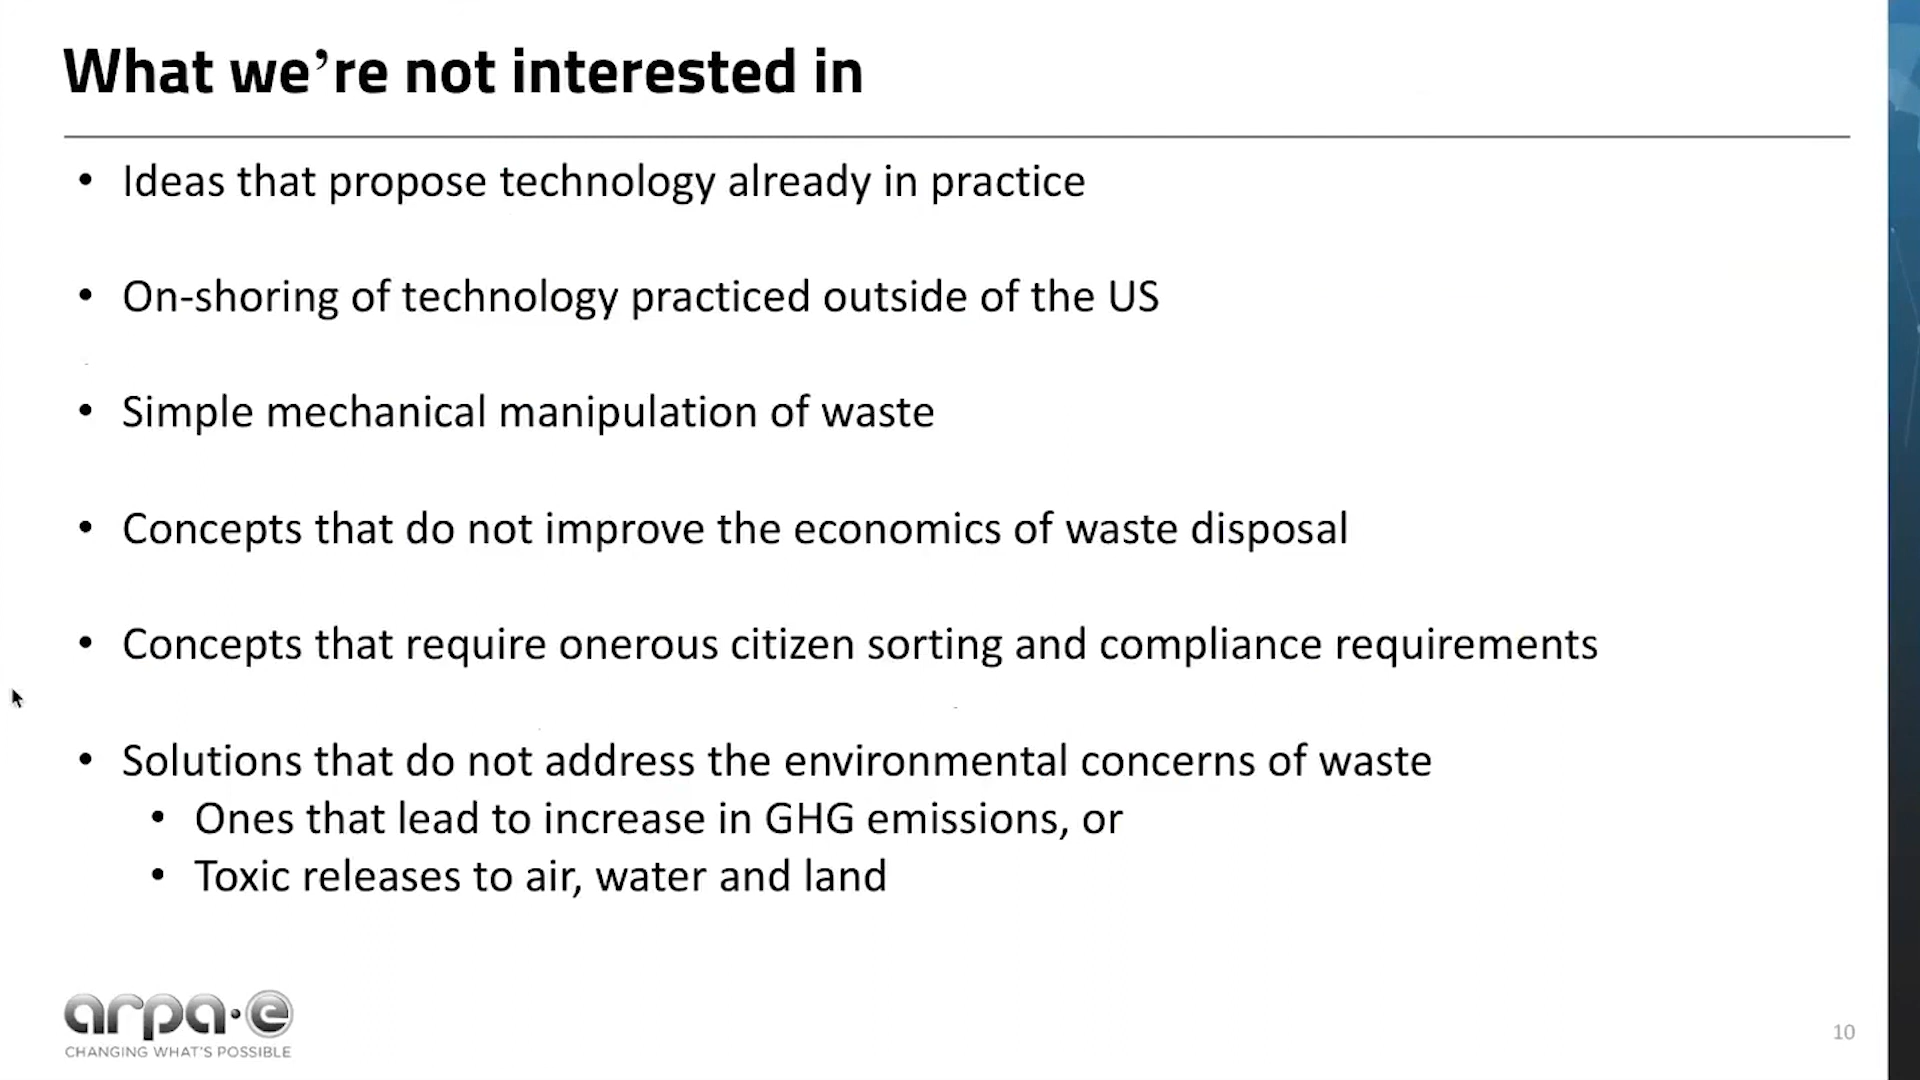 What we’re not interested in
• Ideas that propose technology already in practice
• On-shoring of technology practiced outside of the US
• Simple mechanical manipulation of waste
• Concepts that do not improve the economics of waste disposal
• Concepts that require onerous citizen sorting and compliance requirements
• Solutions that do not address the environmental concerns of waste
• Ones that lead to increase in GHG emissions, or
• Toxic releases to air, water and land
arpa·e
CHANGING WHAT'S POSSIBLE
10